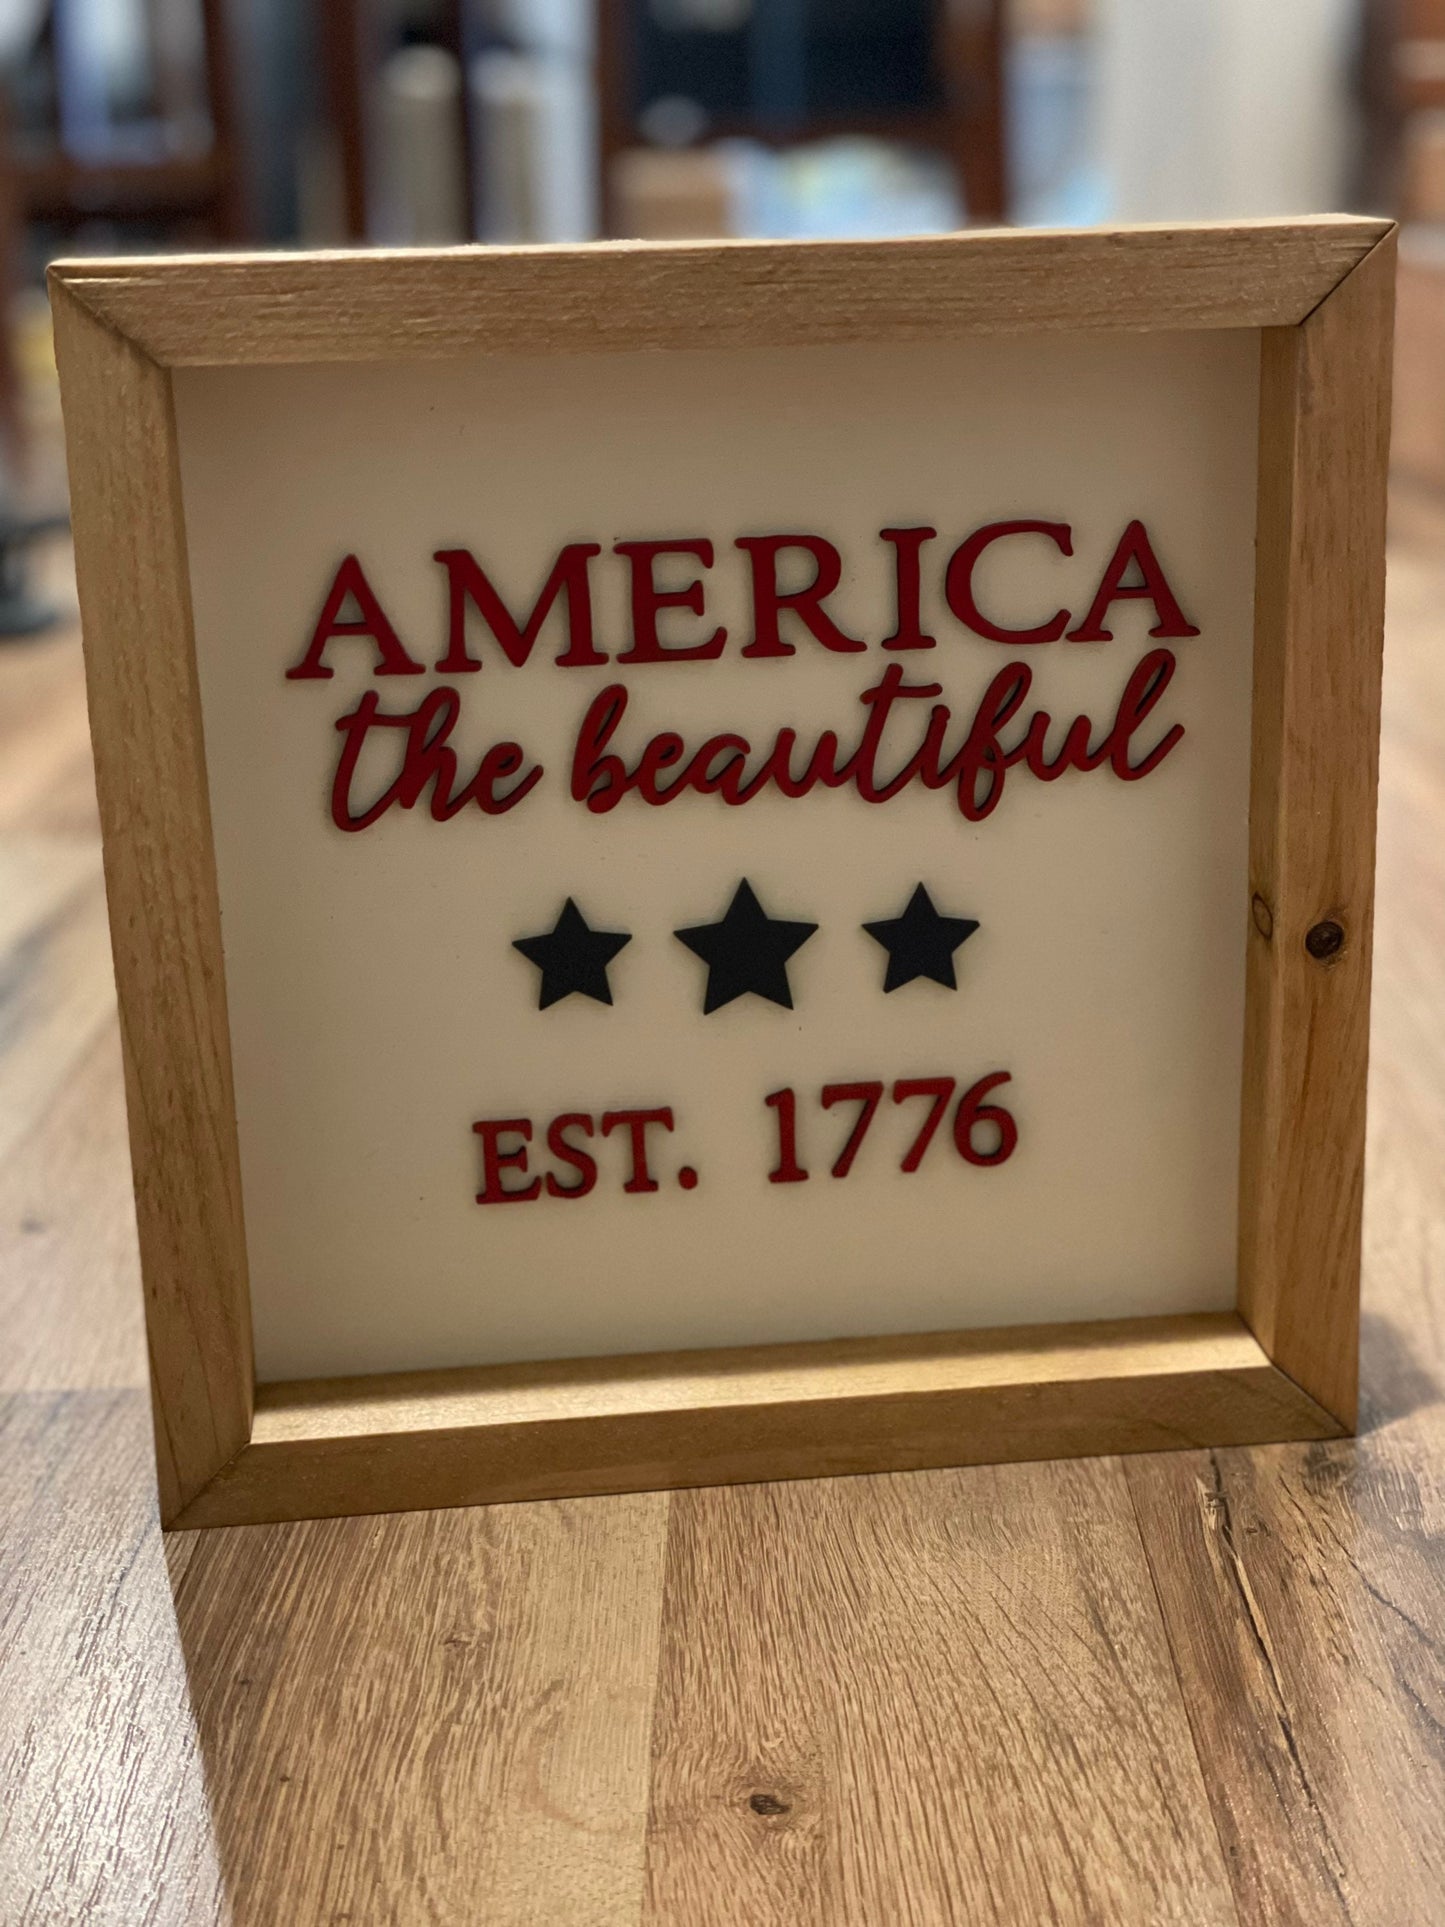 AMERICA
the beautiful
EST. 1776